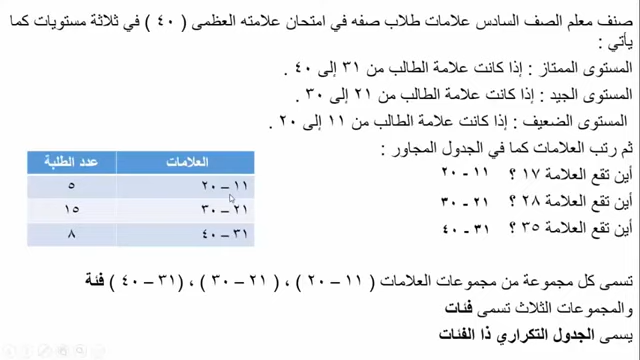 صنف معلم الصف السادس علامات طلاب صفه في امتحان علامته العظمى ( ٤٠ ) في ثلاثة مستويات كما
يأتي :
المستوى الممتاز : إذا كانت علامة الطالب من ٣١ إلى ٤٠ .
المستوى الجيد : إذا كانت علامة الطالب من ٢١ إلى ٣٠ .
المستوى الضعيف : إذا كانت علامة الطالب من ١١ إلى ٢٠ .
ثم رتب العلامات كما في الجدول المجاور :
أين تقع العلامة ١٧ ؟ ١١ - ٢٠
أين تقع العلامة ٢٨ ؟ ٢١ - ٣٠
أين تقع العلامة ٣٥ ؟ ٣١ - ٤٠
العلامات عدد الطلبة
١١ – ٢٠ ٥
٢١ – ٣٠ ١٥
٣١ – ٤٠ ٨
تسمى كل مجموعة من مجموعات العلامات ( ١١ – ٢٠ ) ، ( ٢١ – ٣٠ ) ، ( ٣١ – ٤٠ ) فئة
والمجموعات الثلاث تسمى فئات
يسمى الجدول التكراري ذا الفئات